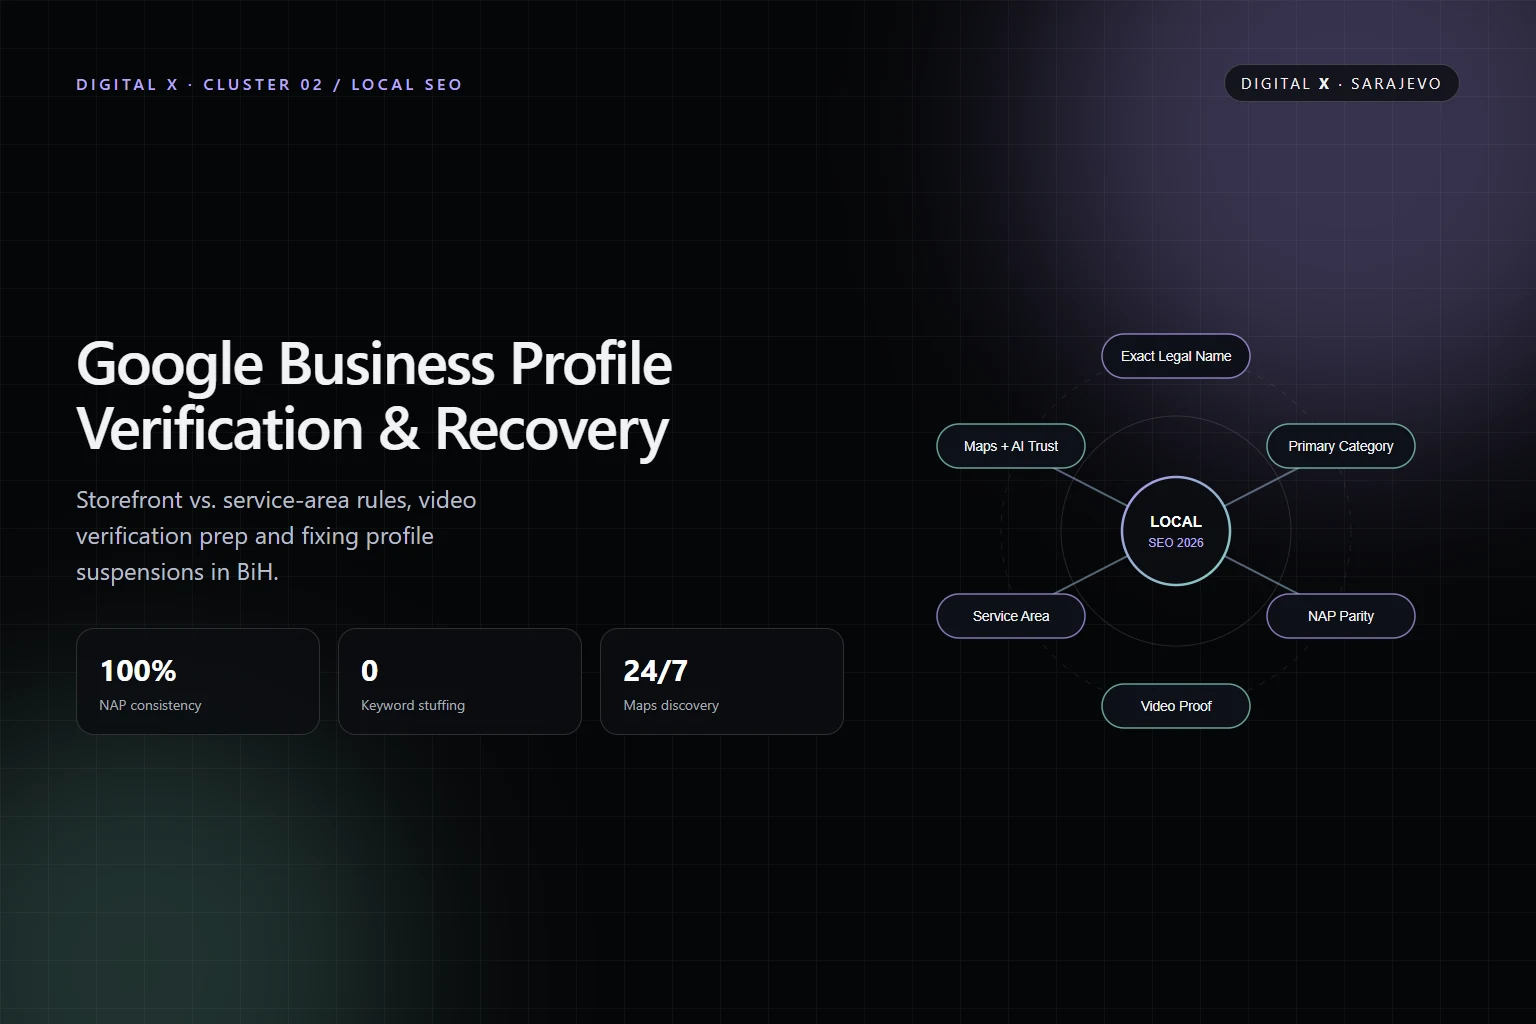 DIGITAL X · CLUSTER 02 / LOCAL SEO
DIGITAL X · SARAJEVO
Google Business Profile
Verification & Recovery
Storefront vs. service-area rules, video
verification prep and fixing profile
suspensions in BiH.
100%
NAP consistency
0
Keyword stuffing
24/7
Maps discovery
Exact Legal Name
Maps + AI Trust
Primary Category
LOCAL
SEO 2026
Service Area
NAP Parity
Video Proof